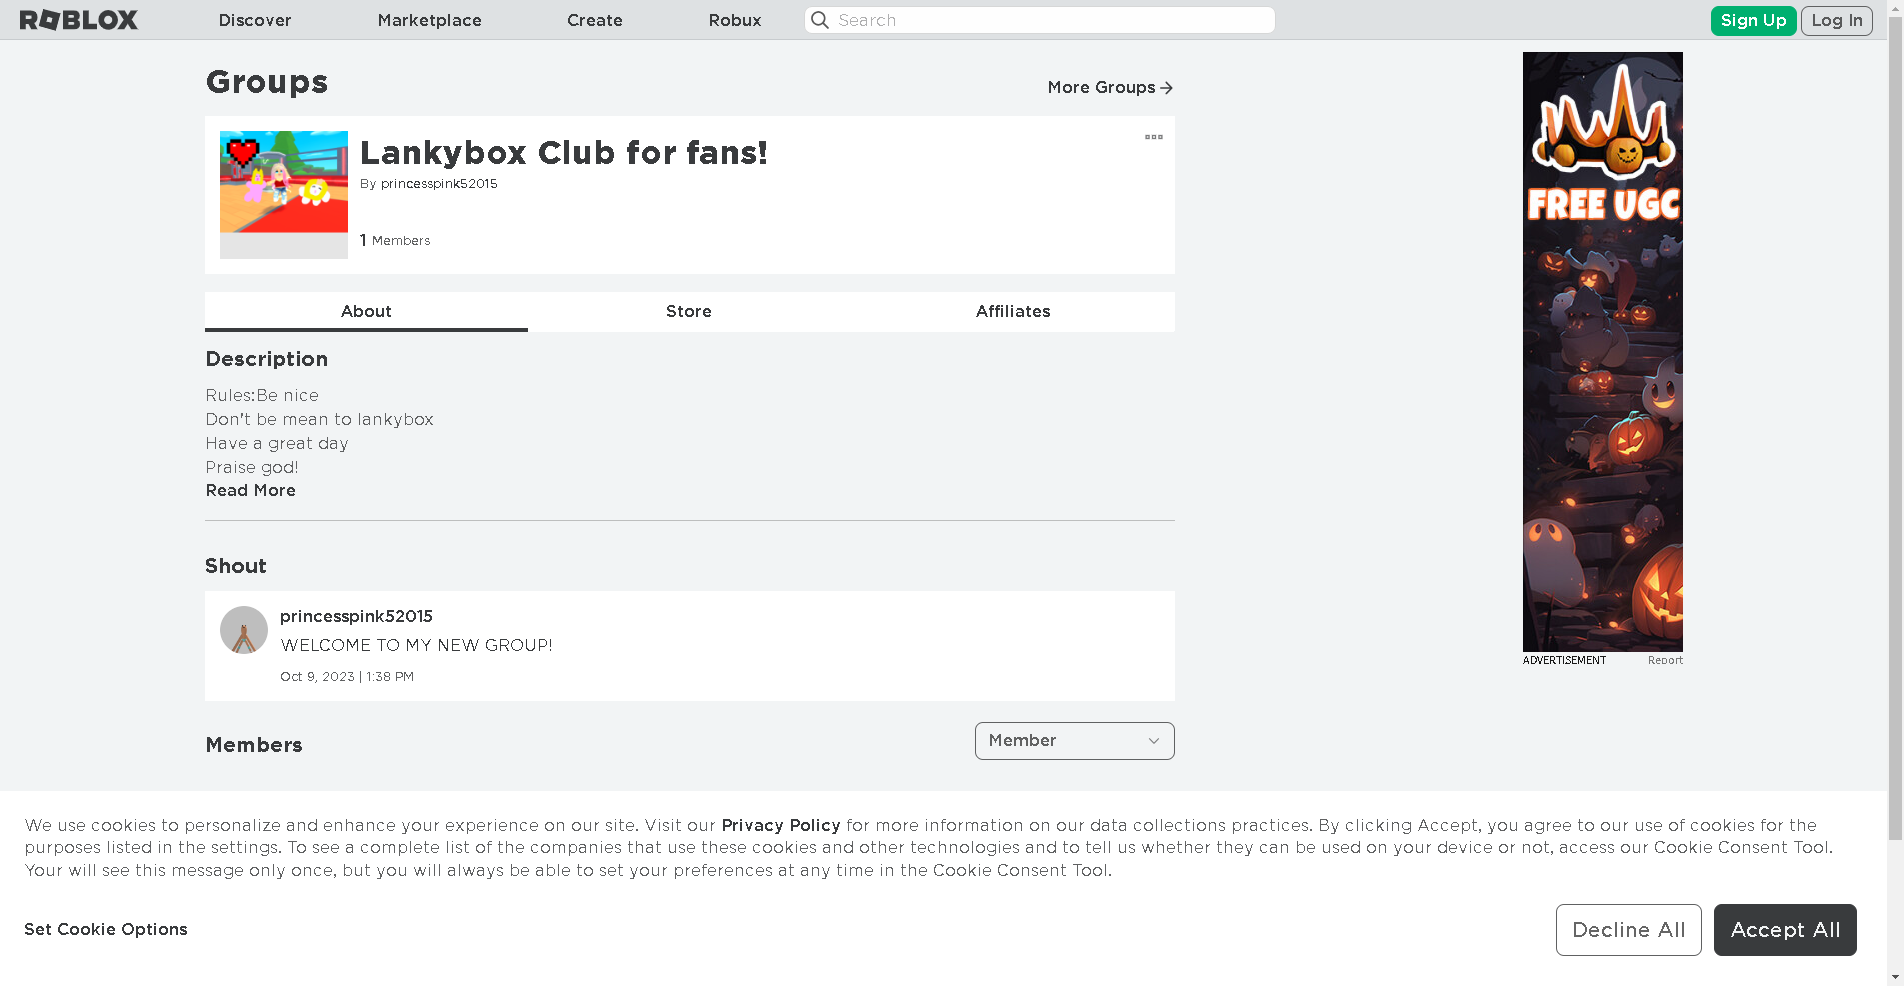 ROBLOX Discover Marketplace Create Robux Search Sign Up Log In
Groups
More Groups
Lankybox Club for fans!
By princesspink52015
1 Members
About Store Affiliates
Description
Rules:Be nice
Don't be mean to lankybox
Have a great day
Praise god!
Read More
Shout
princesspink52015
WELCOME TO MY NEW GROUP!
Oct 9, 2023 | 1:38 PM
Members
Member
FREE UGC
ADVERTISEMENT Report
We use cookies to personalize and enhance your experience on our site. Visit our Privacy Policy for more information on our data collections practices. By clicking Accept, you agree to our use of cookies for the
purposes listed in the settings. To see a complete list of the companies that use these cookies and other technologies and to tell us whether they can be used on your device or not, access our Cookie Consent Tool.
Your will see this message only once, but you will always be able to set your preferences at any time in the Cookie Consent Tool.
Set Cookie Options
Decline All
Accept All